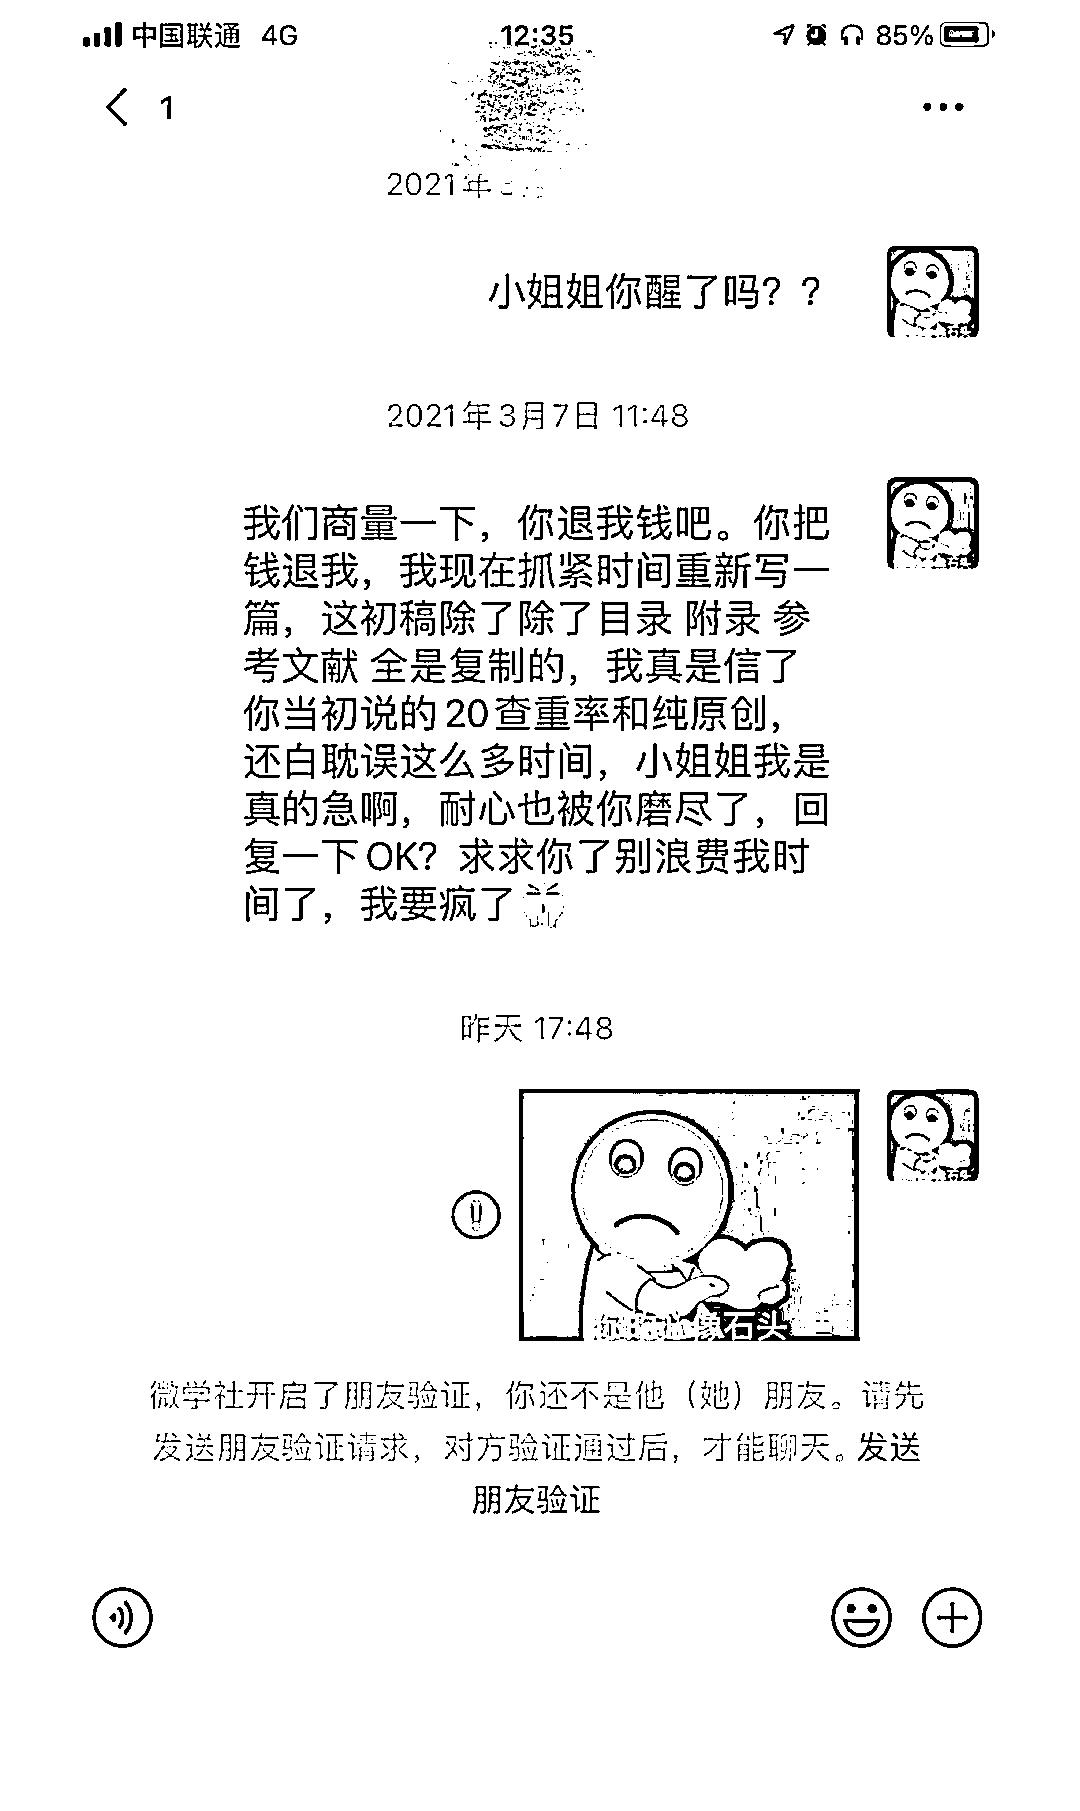 中国联通 4G 12:35 85%
1
2021年
小姐姐你醒了吗？？
2021年3月7日 11:48
我们商量一下，你退我钱吧。你把
钱退我，我现在抓紧时间重新写一
篇，这初稿除了除了目录 附录 参
考文献 全是复制的，我真是信了
你当初说的20查重率和纯原创，
还白耽误这么多时间，小姐姐我是
真的急啊，耐心也被你磨尽了，回
复一下OK？求求你了别浪费我时
间了，我要疯了
昨天 17:48
像石头
微学社开启了朋友验证，你还不是他（她）朋友。请先
发送朋友验证请求，对方验证通过后，才能聊天。发送
朋友验证